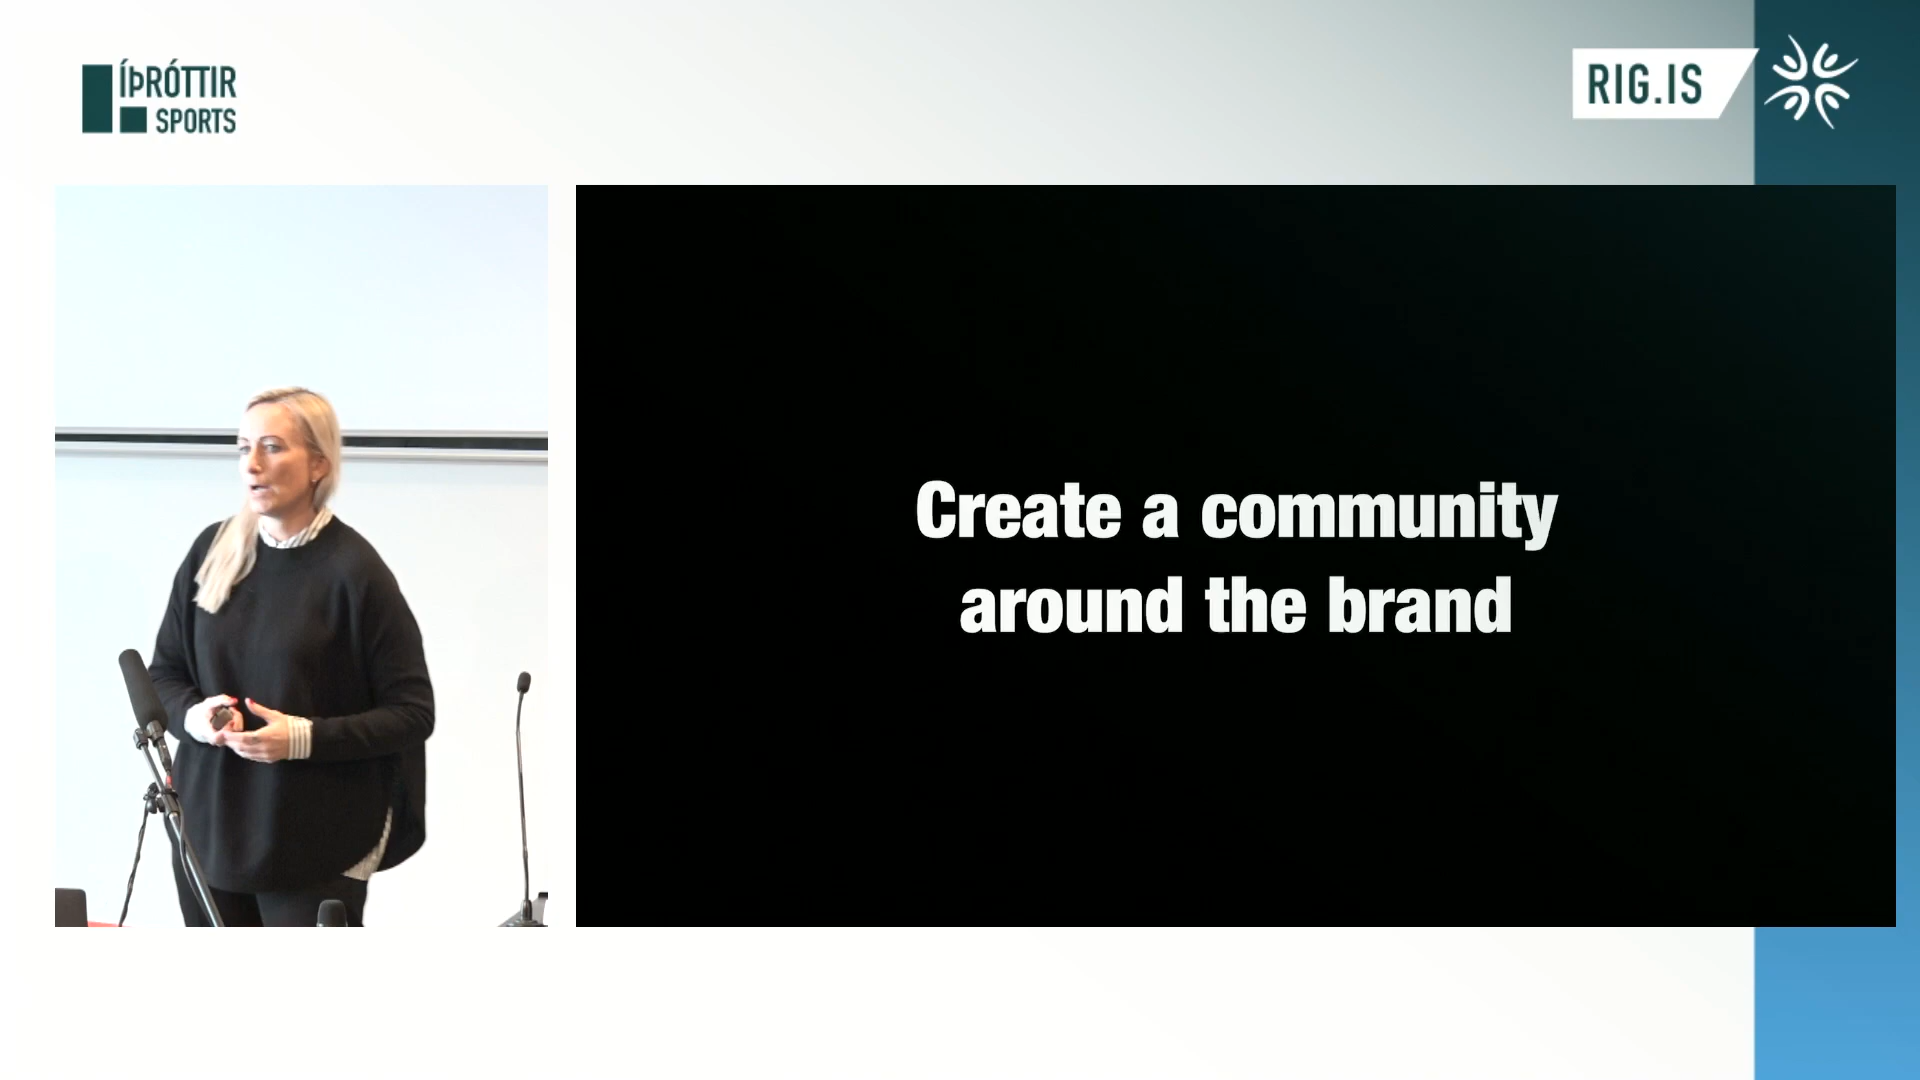 ÍÞRÓTTIR
SPORTS
RIG.IS
Create a community
around the brand